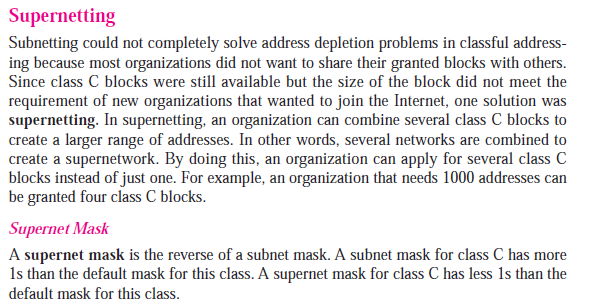 Supernetting
Subnetting could not completely solve address depletion problems in classful address-
ing because most organizations did not want to share their granted blocks with others.
Since class C blocks were still available but the size of the block did not meet the
requirement of new organizations that wanted to join the Internet, one solution was
supernetting. In supernetting, an organization can combine several class C blocks to
create a larger range of addresses. In other words, several networks are combined to
create a supernetwork. By doing this, an organization can apply for several class C
blocks instead of just one. For example, an organization that needs 1000 addresses can
be granted four class C blocks.
Supernet Mask
A supernet mask is the reverse of a subnet mask. A subnet mask for class C has more
1s than the default mask for this class. A supernet mask for class C has less 1s than the
default mask for this class.